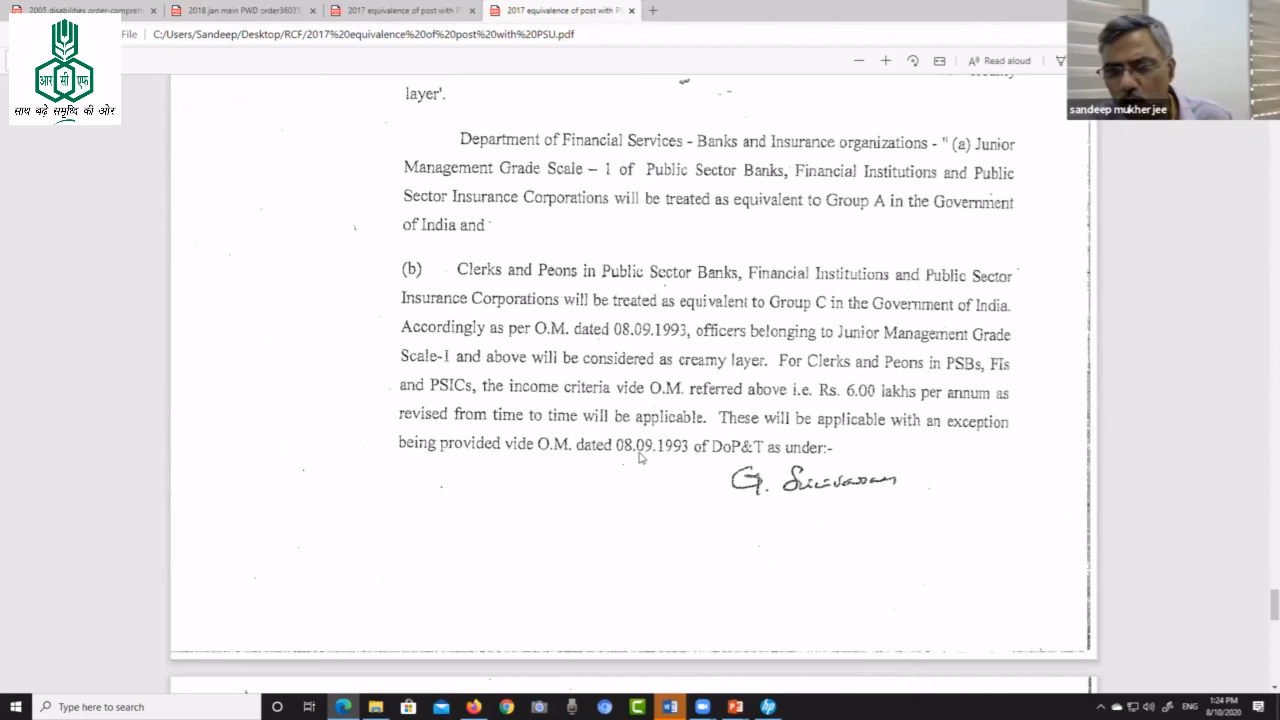 2005 disabilities order-compreh
2018 jan main PWD order36035
2017 equivalence of post with PS
2017 equivalence of post with PS
File
C:/Users/Sandeep/Desktop/RCF/2017%20equivalence%20of%20post%20with%20PSU.pdf
Read aloud
आर सी एफ
साथ बढ़े समृध्दि की ओर
sandeep mukherjee
layer'.
Department of Financial Services - Banks and Insurance organizations - " (a) Junior
Management Grade Scale – 1 of Public Sector Banks, Financial Institutions and Public
Sector Insurance Corporations will be treated as equivalent to Group A in the Government
of India and
(b) Clerks and Peons in Public Sector Banks, Financial Institutions and Public Sector
Insurance Corporations will be treated as equivalent to Group C in the Government of India.
Accordingly as per O.M. dated 08.09.1993, officers belonging to Junior Management Grade
Scale-1 and above will be considered as creamy layer. For Clerks and Peons in PSBs, FIs
and PSICs, the income criteria vide O.M. referred above i.e. Rs. 6.00 lakhs per annum as
revised from time to time will be applicable. These will be applicable with an exception
being provided vide O.M. dated 08.09.1993 of DoP&T as under:-
G. Srinivasan
Type here to search
ENG
1:24 PM
8/10/2020